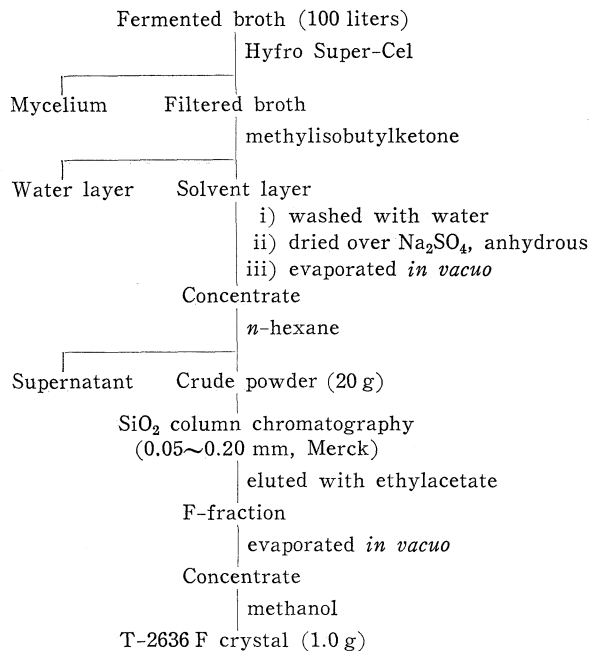 Fermented broth (100 liters)
Hyfro Super-Cel
Mycelium Filtered broth
methylisobutylketone
Water layer Solvent layer
i) washed with water
ii) dried over Na₂SO₄, anhydrous
iii) evaporated in vacuo
Concentrate
n-hexane
Supernatant Crude powder (20 g)
SiO₂ column chromatography
(0.05~0.20 mm, Merck)
eluted with ethylacetate
F-fraction
evaporated in vacuo
Concentrate
methanol
T-2636 F crystal (1.0 g)